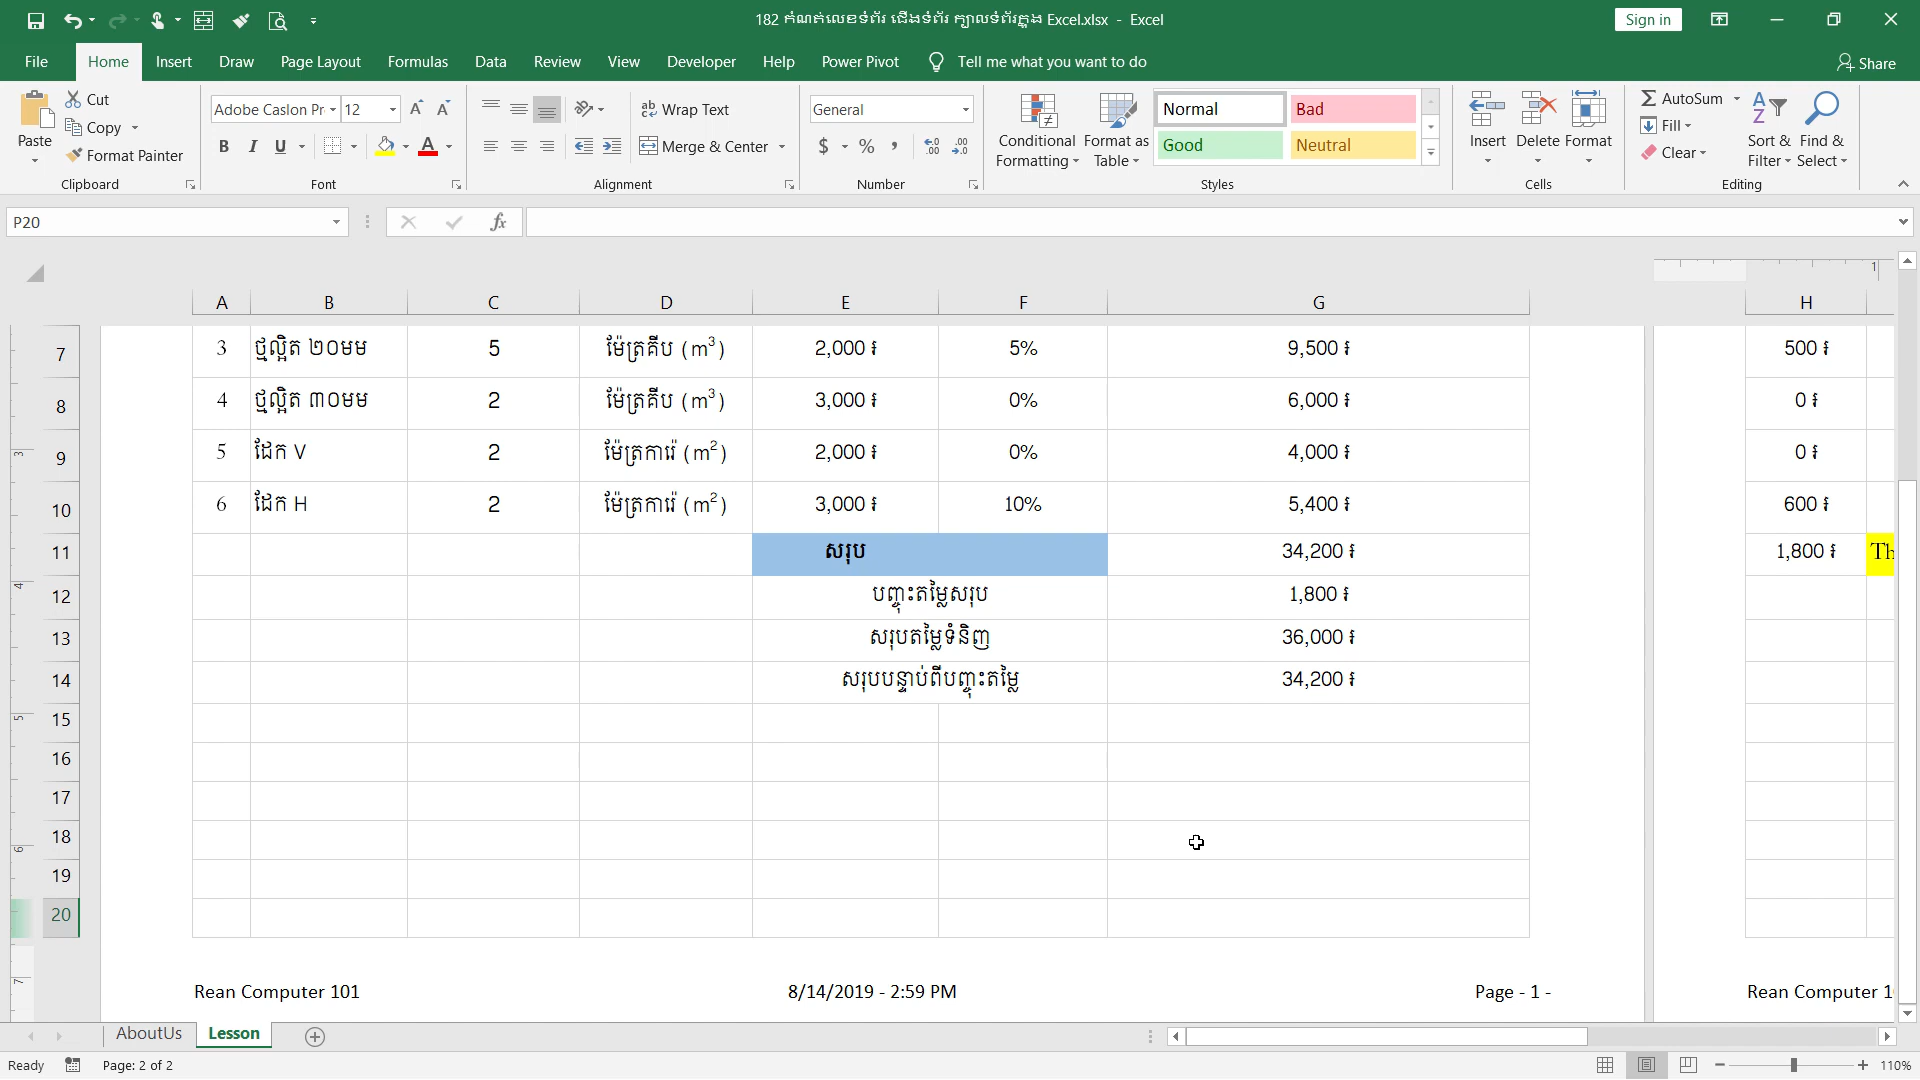 182 កំណត់លេខទំព័រ ជើងទំព័រ ក្បាលទំព័រក្នុង Excel.xlsx - Excel
Sign in
File Home Insert Draw Page Layout Formulas Data Review View Developer Help Power Pivot Tell me what you want to do Share
Paste
Cut
Copy
Format Painter
Clipboard
Adobe Caslon Pr 12
B I U
Font
Wrap Text
Merge & Center
Alignment
General
$ % ,
Number
Conditional Formatting
Format as Table
Normal Bad
Good Neutral
Styles
Insert Delete Format
Cells
AutoSum
Fill
Clear
Sort & Filter
Find & Select
Editing
P20
fx
1
A B C D E F G H
7 3 ថ្មល្អិត ២០មម 5 ម៉ែត្រគីប (m³) 2,000 ៛ 5% 9,500 ៛ 500 ៛
8 4 ថ្មល្អិត ៣០មម 2 ម៉ែត្រគីប (m³) 3,000 ៛ 0% 6,000 ៛ 0 ៛
9 5 ដែក V 2 ម៉ែត្រការ៉េ (m²) 2,000 ៛ 0% 4,000 ៛ 0 ៛
10 6 ដែក H 2 ម៉ែត្រការ៉េ (m²) 3,000 ៛ 10% 5,400 ៛ 600 ៛
11 សរុប 34,200 ៛ 1,800 ៛ Th
12 បញ្ចុះតម្លៃសរុប 1,800 ៛
13 សរុបតម្លៃទំនិញ 36,000 ៛
14 សរុបបន្ទាប់ពីបញ្ចុះតម្លៃ 34,200 ៛
15
16
17
18
19
20
3
4
5
6
7
Rean Computer 101 8/14/2019 - 2:59 PM Page - 1 - Rean Computer 1
AboutUs Lesson
Ready Page: 2 of 2 110%